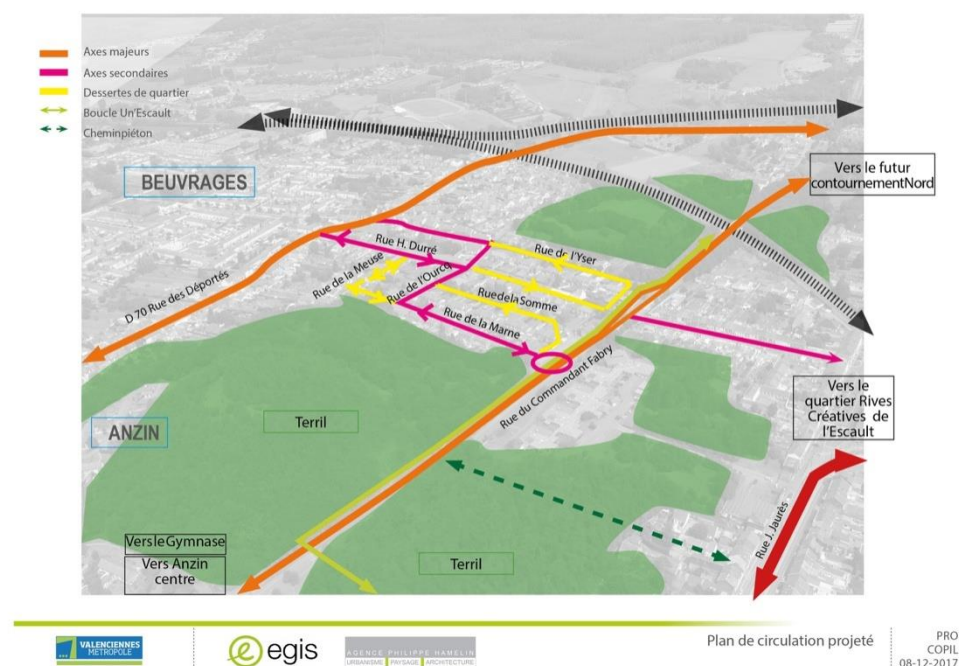 Axes majeurs
Axes secondaires
Dessertes de quartier
Boucle Un'Escault
Cheminpiéton
BEUVRAGES
Vers le futur
contournementNord
Rue H. Durré
Rue de l'Yser
Rue de la Meuse
Rue de l'Ourcq
D 70 Rue des Déportés
RuedelaSomme
Rue de la Marne
Rue du Commandant Fabry
Vers le
quartier Rives
Créatives de
l'Escault
ANZIN
Terril
Rue J. Jaurès
VersleGymnase
Vers Anzin
centre
Terril
VALENCIENNES
METROPOLE
egis
AGENCE PHILIPPE HAMELIN
URBANISME PAYSAGE ARCHITECTURE
Plan de circulation projeté
PRO
COPIL
08-12-2017